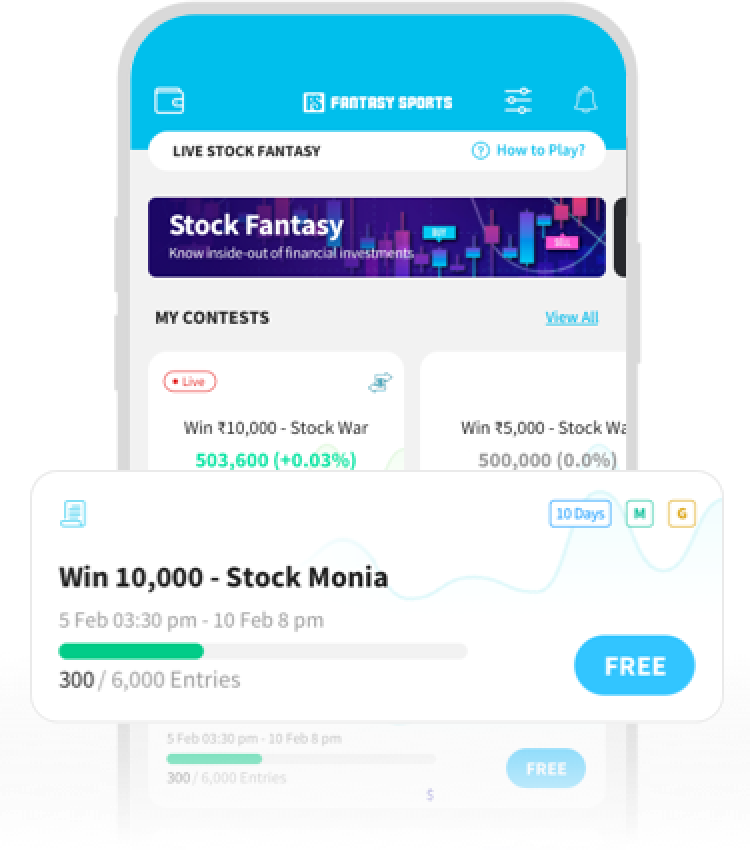 FS FANTASY SPORTS
LIVE STOCK FANTASY
? How to Play?
Stock Fantasy
Know inside-out of financial investments
BUY
SELL
MY CONTESTS
View All
Live
Win ₹10,000 - Stock War
503,600 (+0.03%)
Win ₹5,000 - Stock Wa
500,000 (0.0%)
10 Days M G
Win 10,000 - Stock Monia
5 Feb 03:30 pm - 10 Feb 8 pm
300 / 6,000 Entries
FREE
5 Feb 03:30 pm - 10 Feb 8 pm
300 / 6,000 Entries
FREE
$